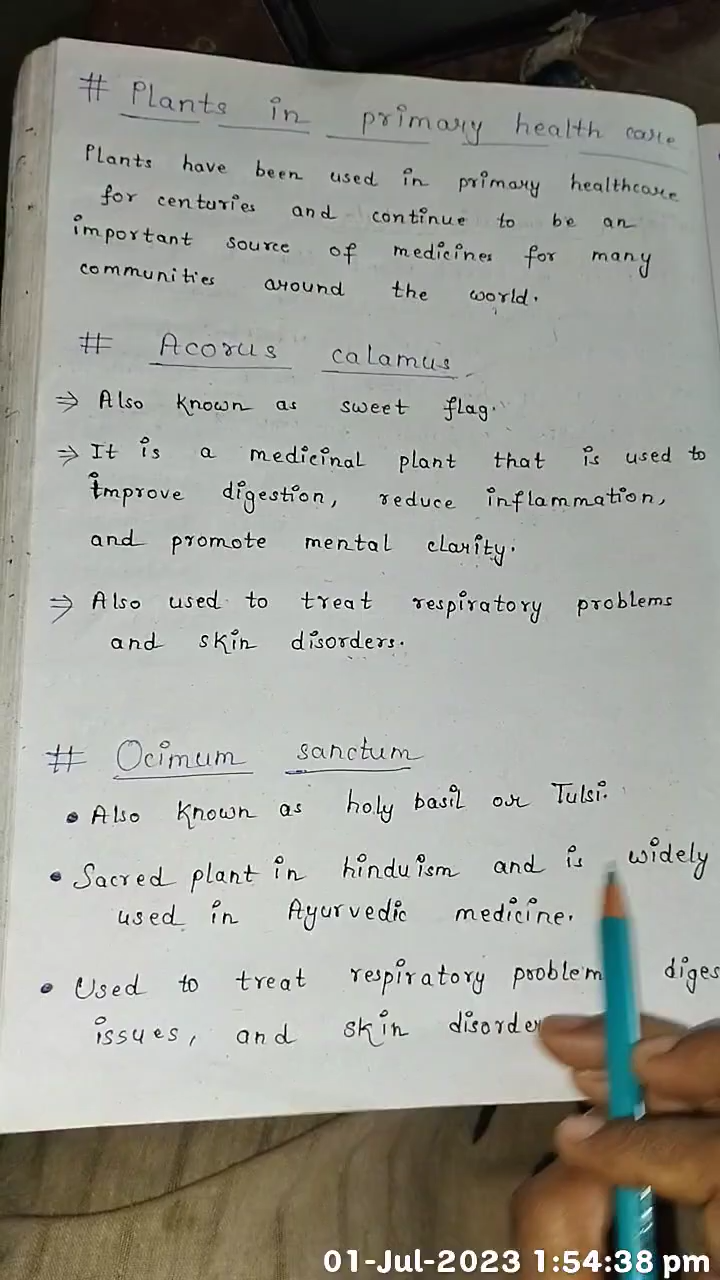 # Plants in primary health care
Plants have been used in primary healthcare
for centuries and continue to be an
important source of medicines for many
communities around the world.
# Acorus calamus
⇒ Also known as sweet flag.
⇒ It is a medicinal plant that is used to
improve digestion, reduce inflammation,
and promote mental clarity.
⇒ Also used to treat respiratory problems
and skin disorders.
# Ocimum sanctum
• Also known as holy basil or Tulsi.
• Sacred plant in hinduism and is widely
used in Ayurvedic medicine.
• Used to treat respiratory problem diges
issues, and skin disorder
01-Jul-2023 1:54:38 pm